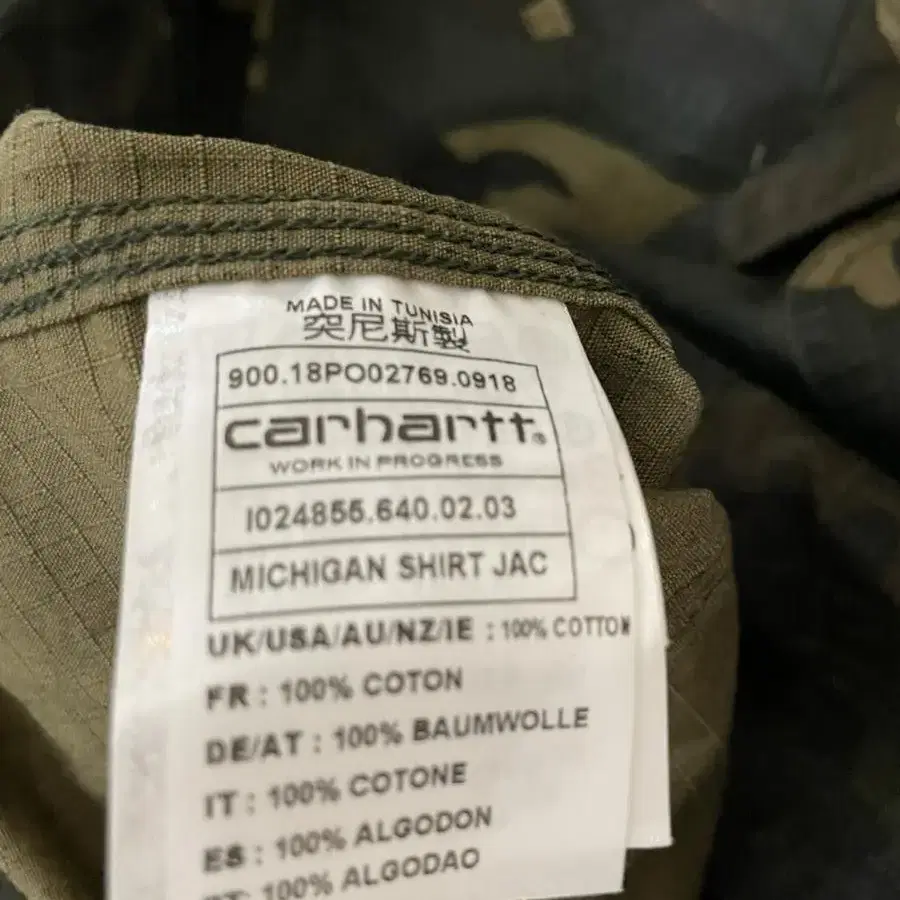 MADE IN TUNISIA
突尼斯製
900.18PO02769.0918
carhartt®
WORK IN PROGRESS
I024855.640.02.03
MICHIGAN SHIRT JAC
UK/USA/AU/NZ/IE : 100% COTTON
FR : 100% COTON
DE/AT : 100% BAUMWOLLE
IT : 100% COTONE
ES : 100% ALGODON
PT: 100% ALGODAO